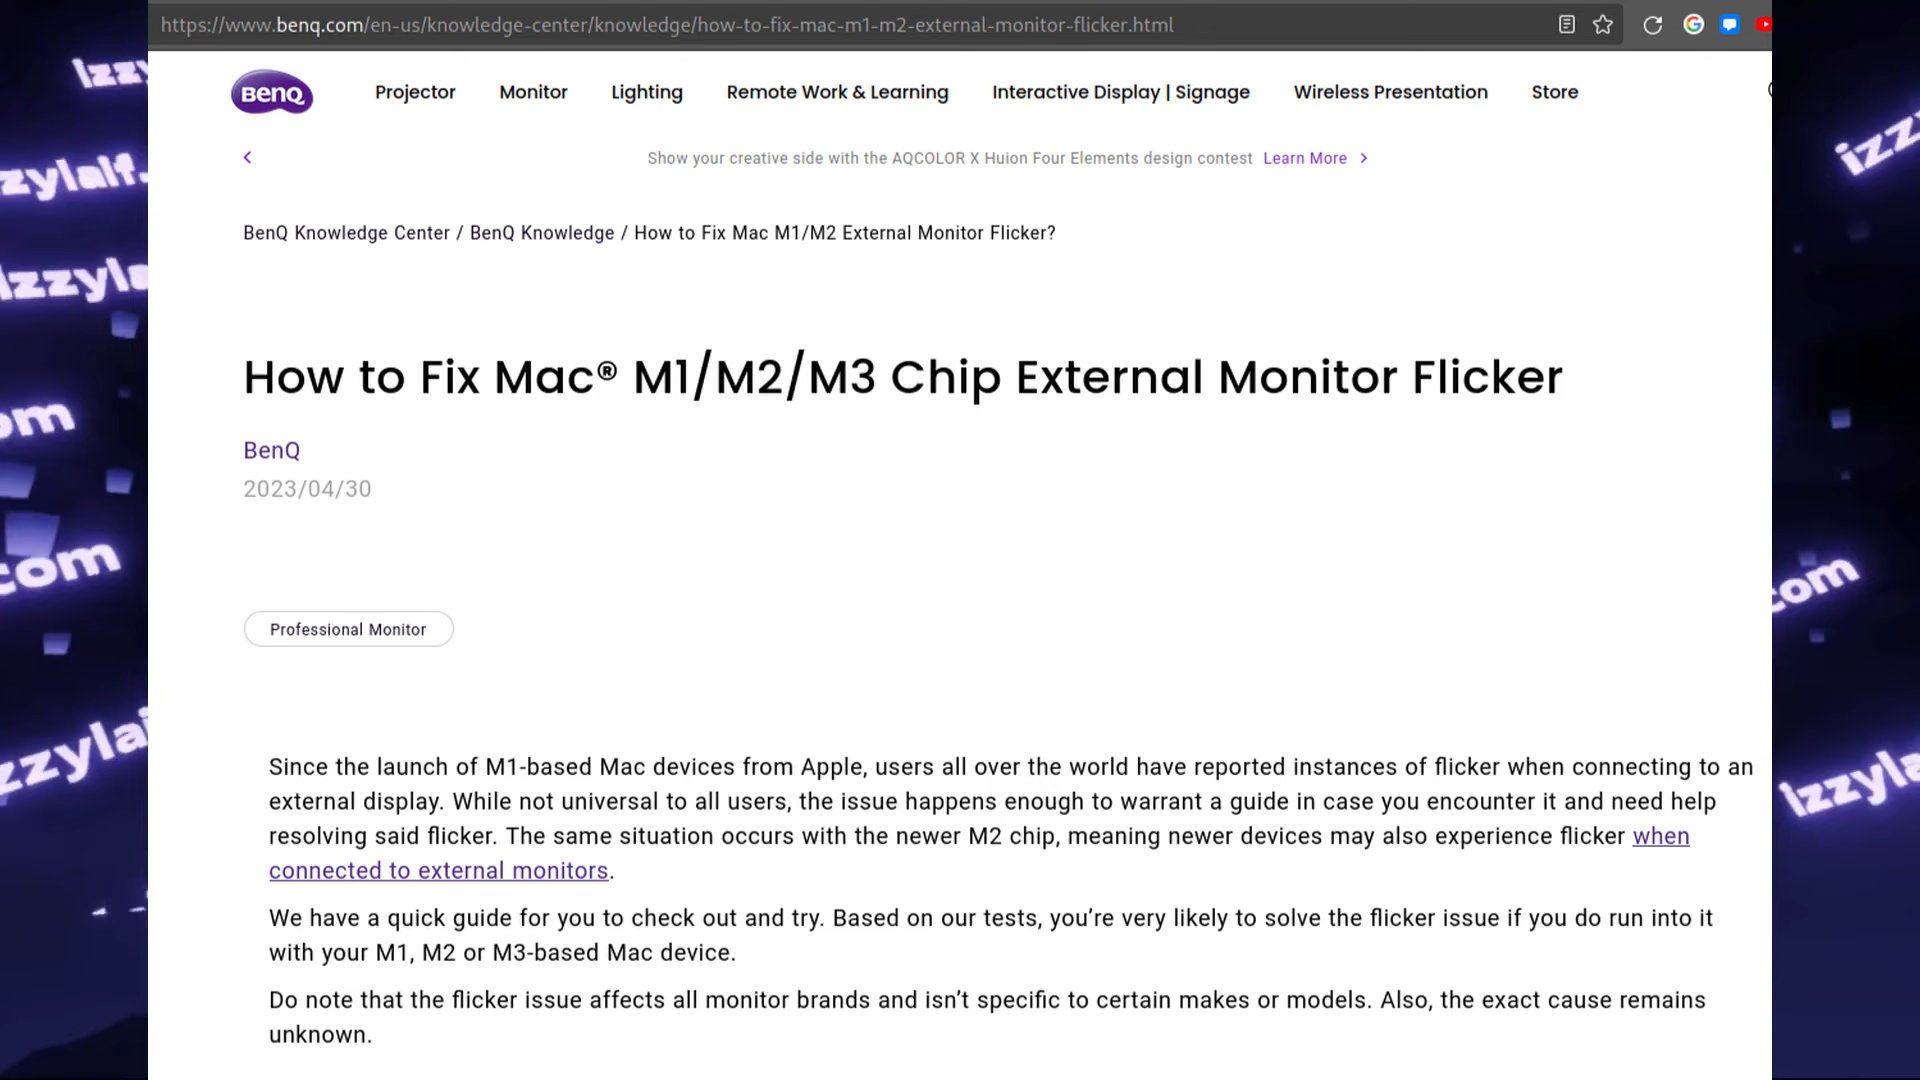 https://www.benq.com/en-us/knowledge-center/knowledge/how-to-fix-mac-m1-m2-external-monitor-flicker.html
BenQ
Projector Monitor Lighting Remote Work & Learning Interactive Display | Signage Wireless Presentation Store
Show your creative side with the AQCOLOR X Huion Four Elements design contest Learn More
BenQ Knowledge Center / BenQ Knowledge / How to Fix Mac M1/M2 External Monitor Flicker?
How to Fix Mac® M1/M2/M3 Chip External Monitor Flicker
BenQ
2023/04/30
Professional Monitor
Since the launch of M1-based Mac devices from Apple, users all over the world have reported instances of flicker when connecting to an
external display. While not universal to all users, the issue happens enough to warrant a guide in case you encounter it and need help
resolving said flicker. The same situation occurs with the newer M2 chip, meaning newer devices may also experience flicker when
connected to external monitors.
We have a quick guide for you to check out and try. Based on our tests, you’re very likely to solve the flicker issue if you do run into it
with your M1, M2 or M3-based Mac device.
Do note that the flicker issue affects all monitor brands and isn’t specific to certain makes or models. Also, the exact cause remains
unknown.